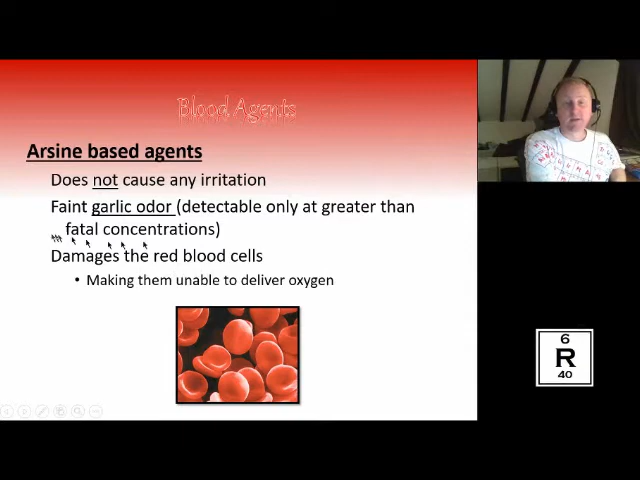 Blood Agents
Arsine based agents
Does not cause any irritation
Faint garlic odor (detectable only at greater than
fatal concentrations)
Damages the red blood cells
• Making them unable to deliver oxygen
6
R
40